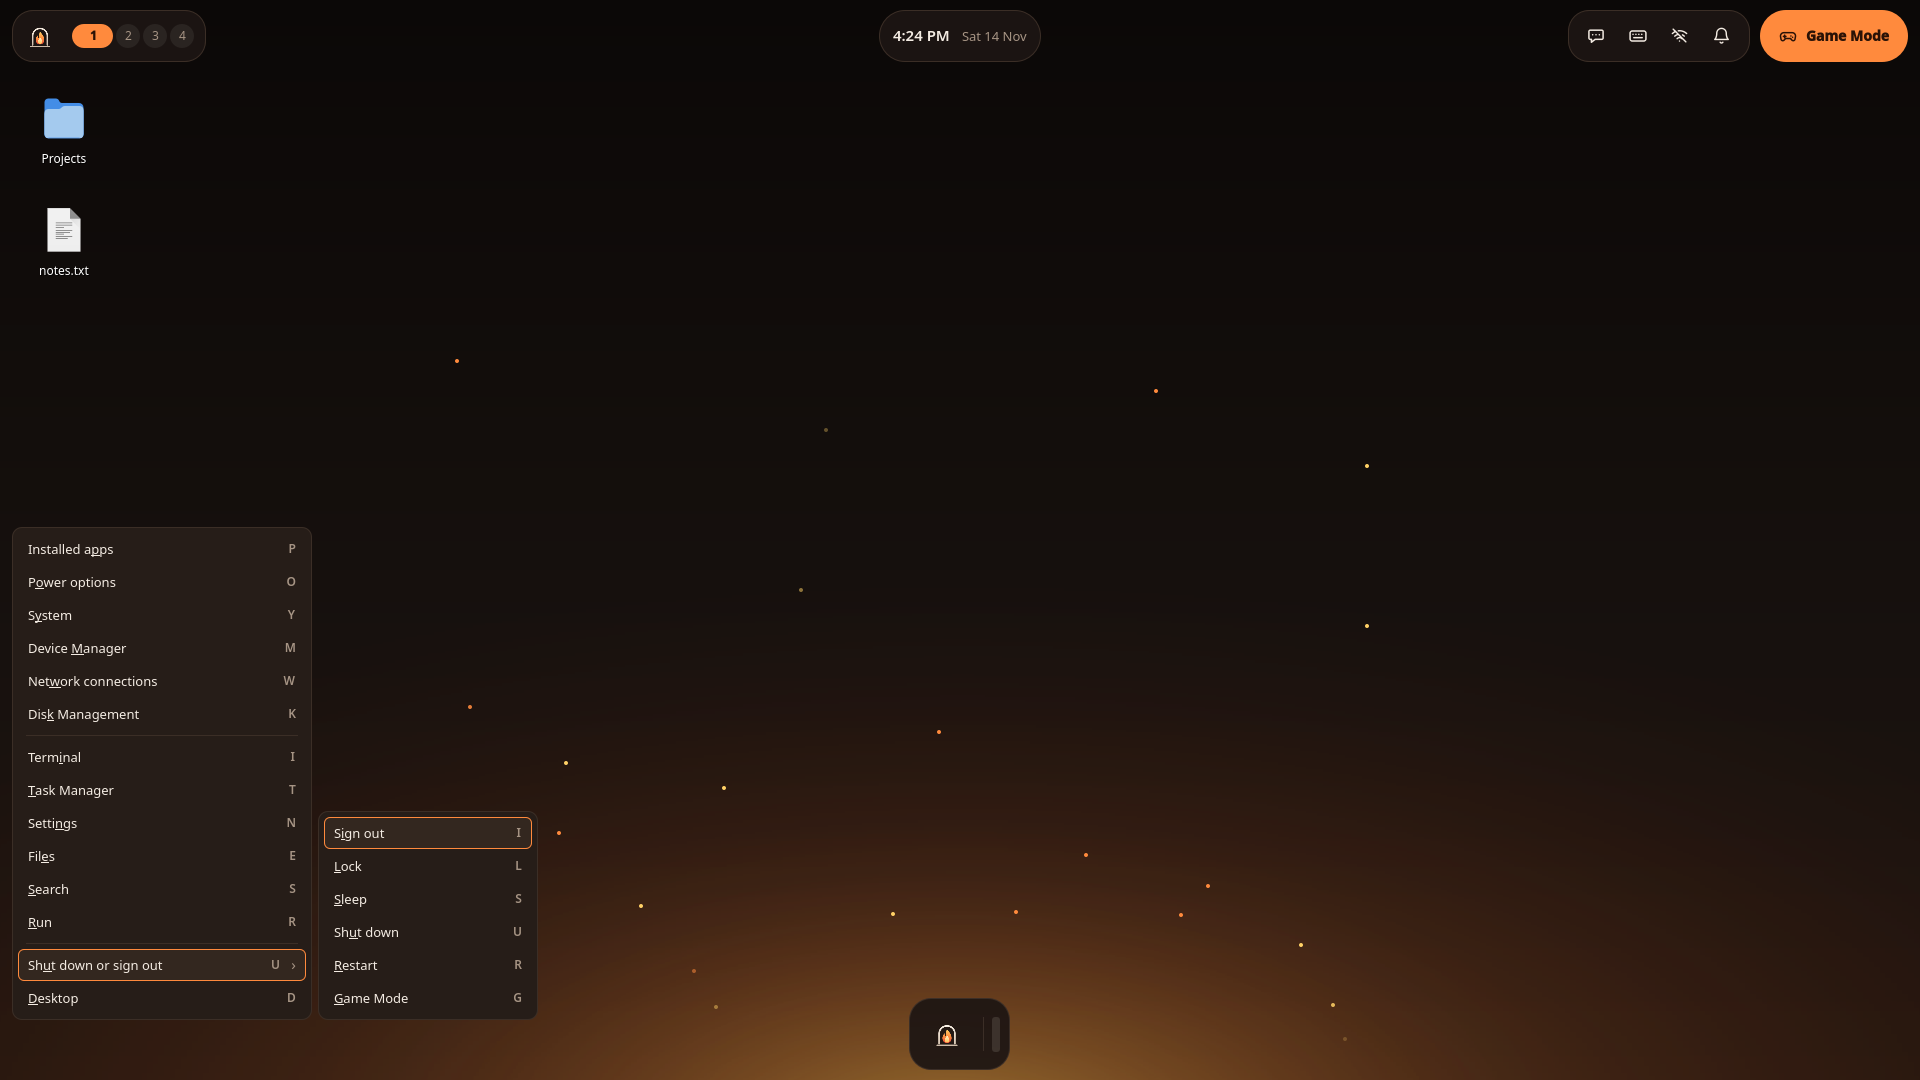 1 2 3 4
4:24 PM Sat 14 Nov
Game Mode
Projects
notes.txt
Installed apps P
Power options O
System Y
Device Manager M
Network connections W
Disk Management K
Terminal I
Task Manager T
Settings N
Files E
Search S
Run R
Shut down or sign out U ›
Desktop D
Sign out I
Lock L
Sleep S
Shut down U
Restart R
Game Mode G